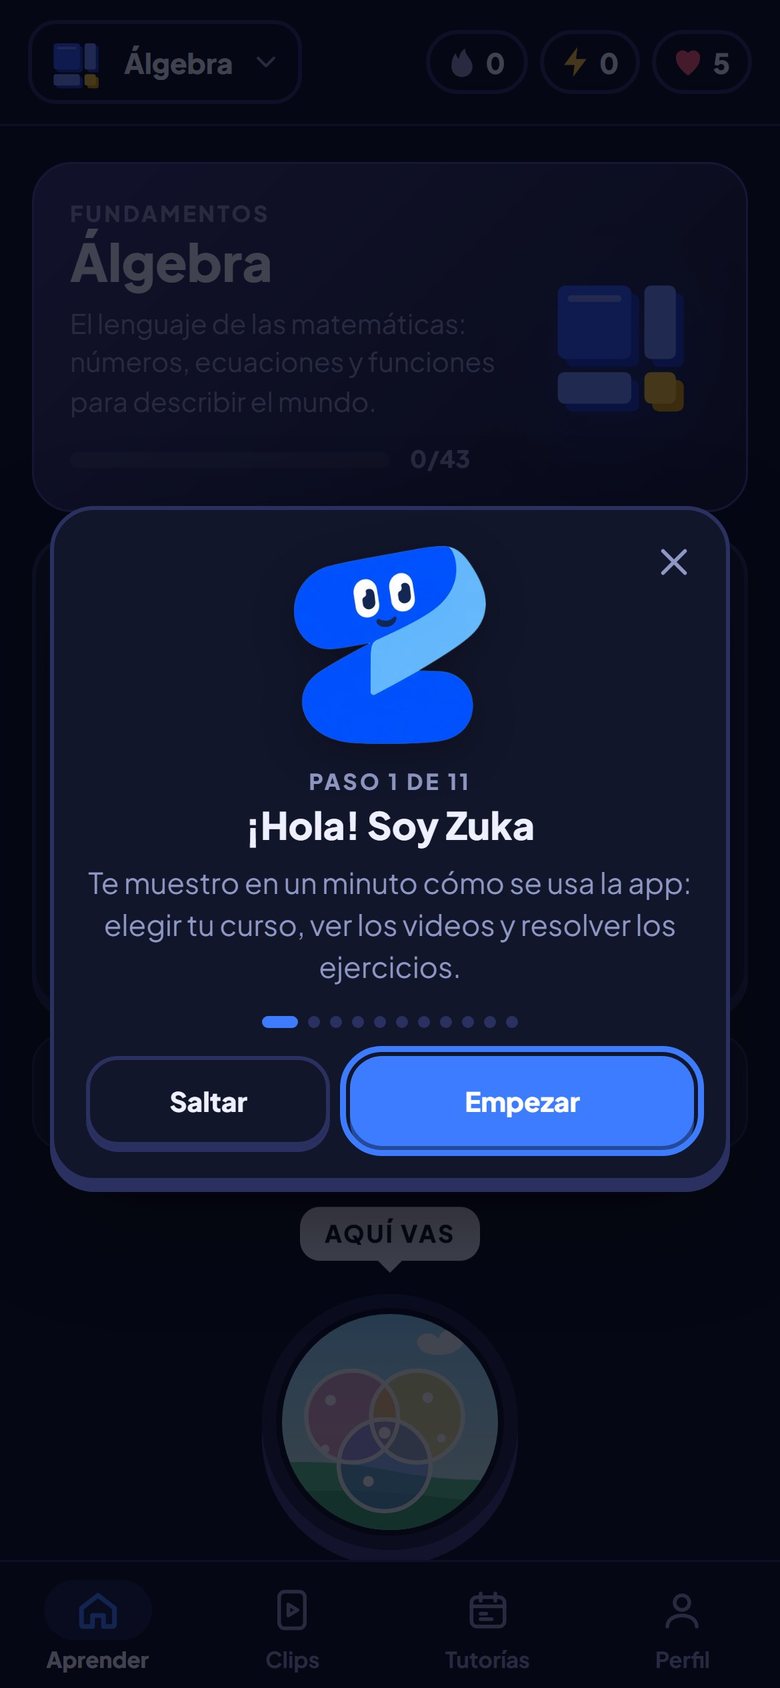 Álgebra
0
0
5
FUNDAMENTOS
Álgebra
El lenguaje de las matemáticas:
números, ecuaciones y funciones
para describir el mundo.
0/43
PASO 1 DE 11
¡Hola! Soy Zuka
Te muestro en un minuto cómo se usa la app:
elegir tu curso, ver los videos y resolver los
ejercicios.
Saltar
Empezar
AQUÍ VAS
Aprender
Clips
Tutorías
Perfil